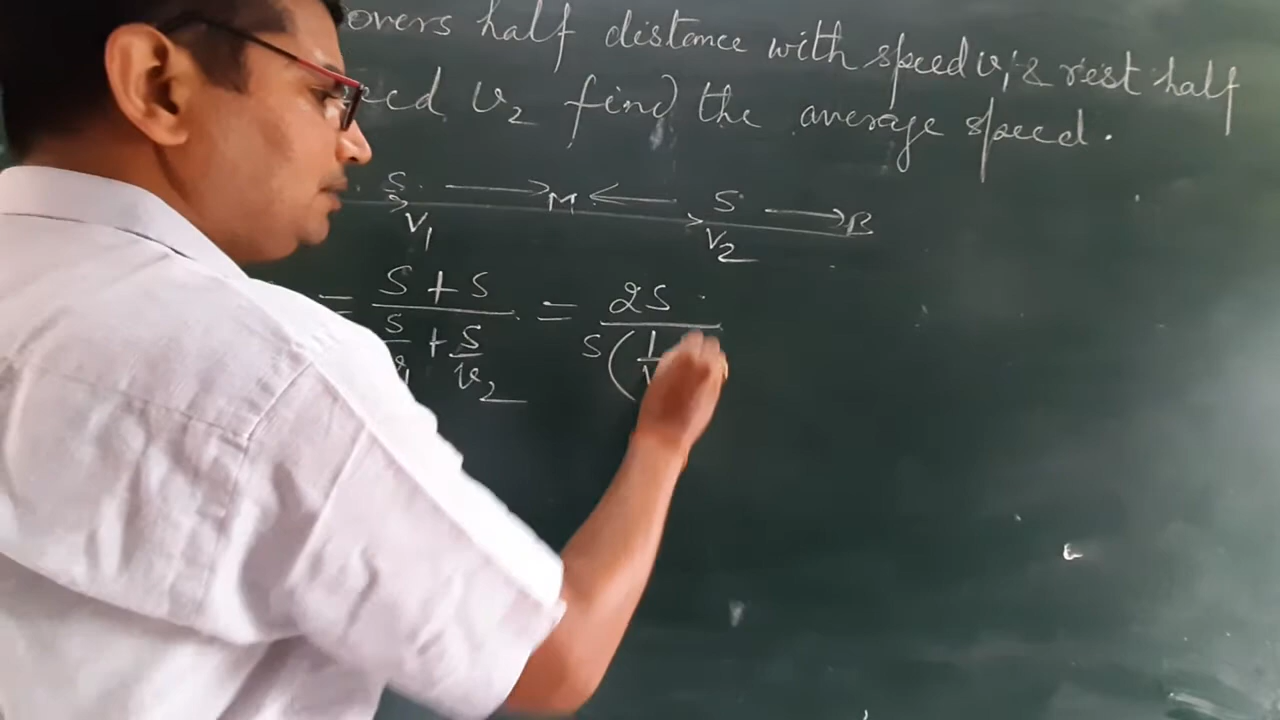 overs half distance with speed v₁ & rest half
eed v₂ find the average speed.
S → M ← S → B
V₁ V₂
= S + S / (S/v₁ + S/v₂) = 2S / S(1/